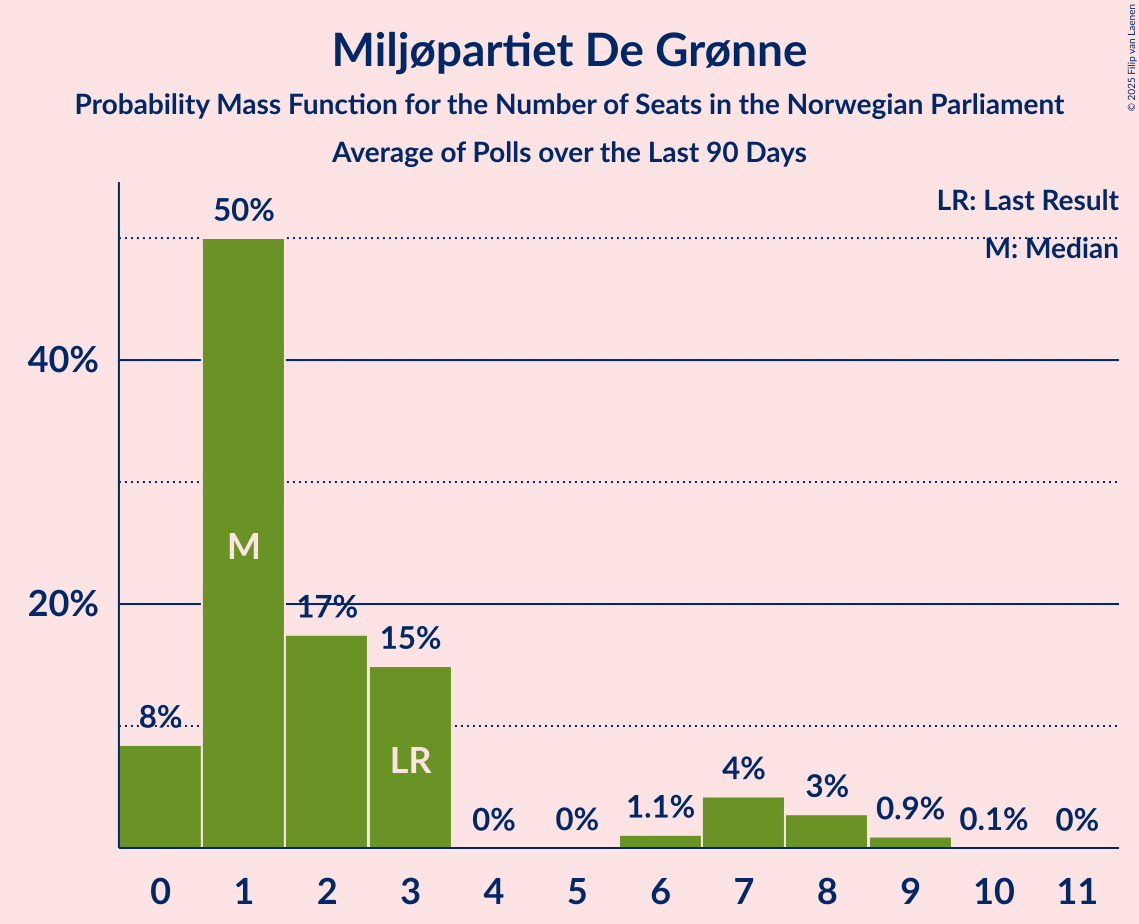 Miljøpartiet De Grønne
Probability Mass Function for the Number of Seats in the Norwegian Parliament
Average of Polls over the Last 90 Days
© 2025 Filip van Laenen
LR: Last Result
M: Median
50%
40%
M
20%
17%
15%
8%
LR
4%
3%
1.1%
0.9%
0%
0%
0.1%
0%
0 1 2 3 4 5 6 7 8 9 10 11